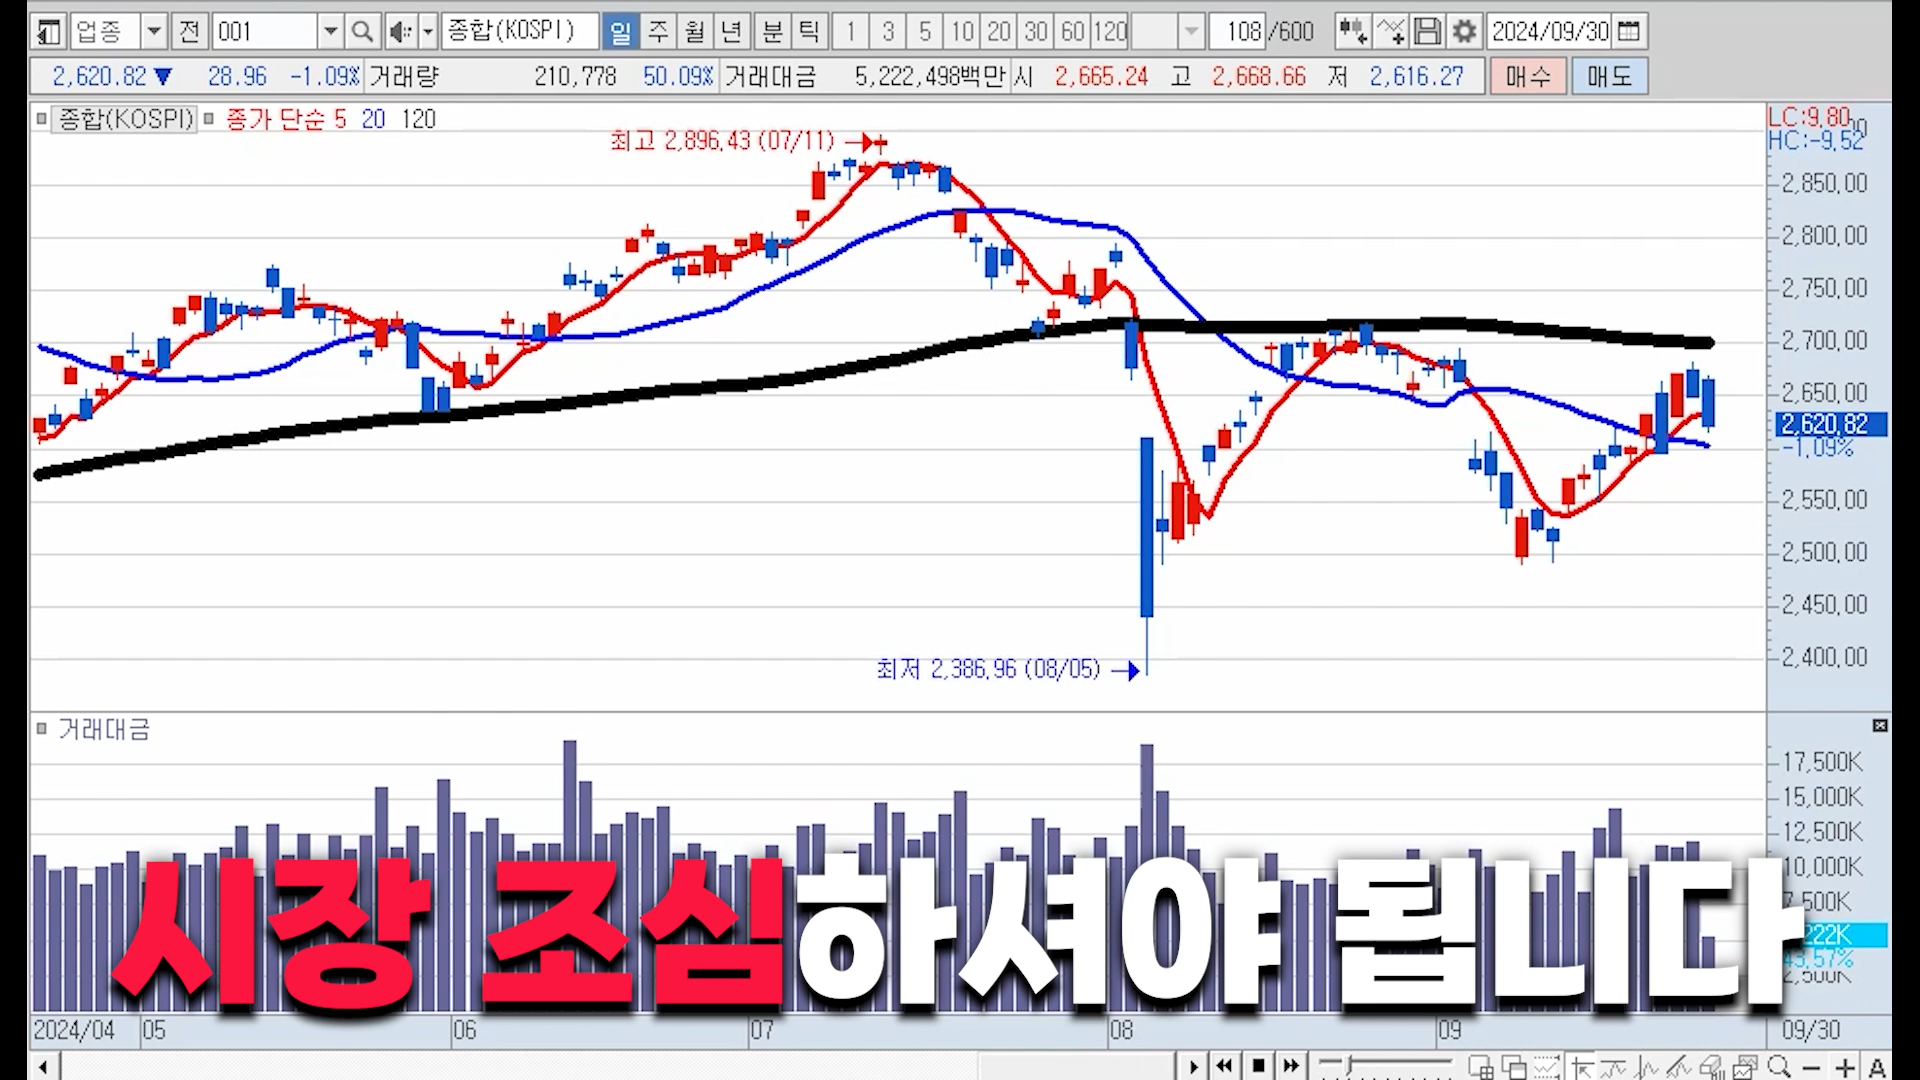 업종 전 001 종합(KOSPI) 일 주 월 년 분 틱 1 3 5 10 20 30 60 120 108 /600 2024/09/30
2,620.82 ▼ 28.96 -1.09% 거래량 210,778 50.09% 거래대금 5,222,498백만 시 2,665.24 고 2,668.66 저 2,616.27 매수 매도
종합(KOSPI) 종가 단순 5 20 120
LC:9.80
HC:-9.52
최고 2,896.43 (07/11)
2,850.00
2,800.00
2,750.00
2,700.00
2,650.00
2,620.82
-1.09%
2,550.00
2,500.00
2,450.00
2,400.00
최저 2,386.96 (08/05)
거래대금
17,500K
15,000K
12,500K
10,000K
시장 조심하셔야 됩니다
2024/04 05 06 07 08 09 09/30
A